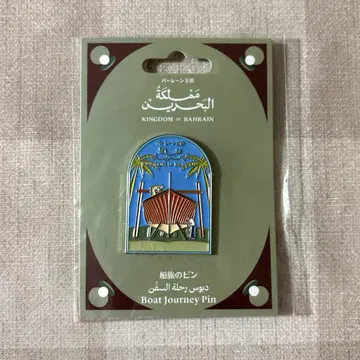 バーレーン王国
مملكة
البحرين
KINGDOM OF BAHRAIN
船旅のピン
دبوس رحلة السفن
Boat Journey Pin